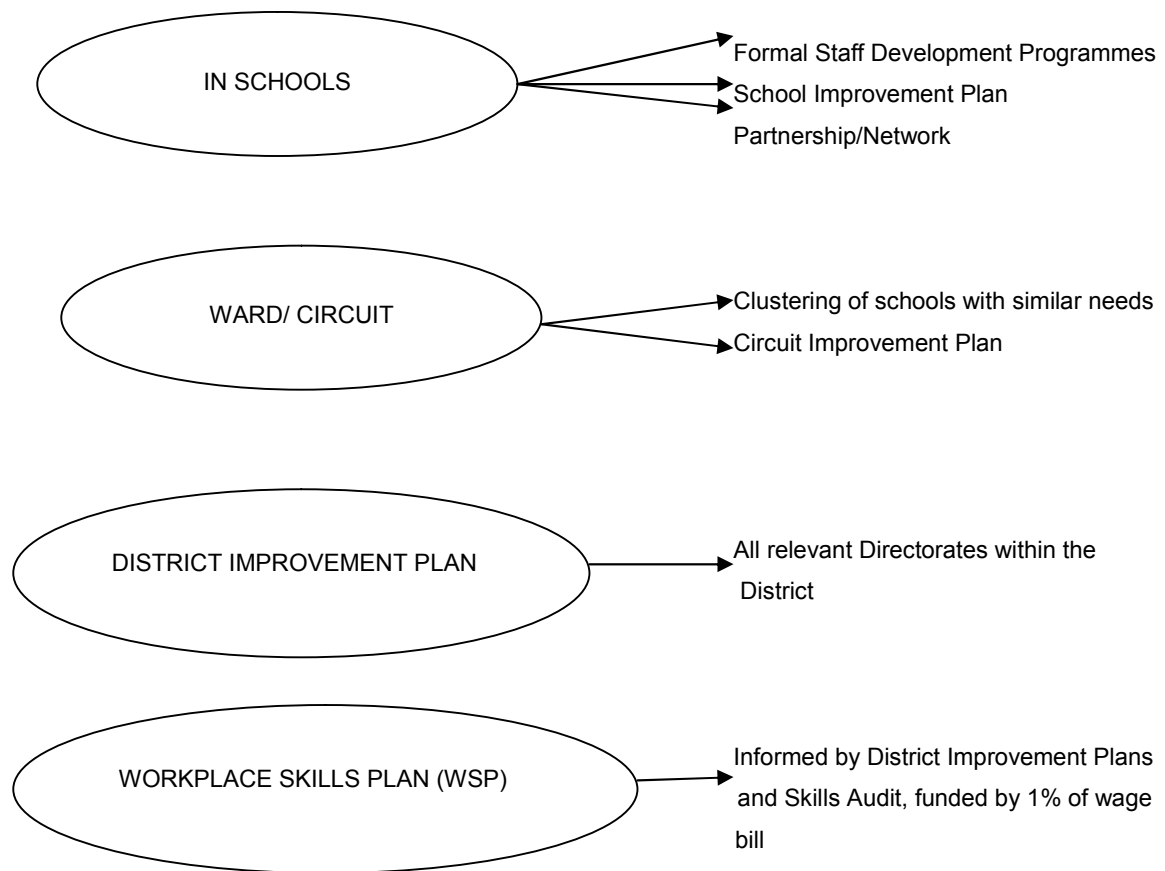 IN SCHOOLS
Formal Staff Development Programmes
School Improvement Plan
Partnership/Network
WARD/ CIRCUIT
Clustering of schools with similar needs
Circuit Improvement Plan
DISTRICT IMPROVEMENT PLAN
All relevant Directorates within the
District
WORKPLACE SKILLS PLAN (WSP)
Informed by District Improvement Plans
and Skills Audit, funded by 1% of wage
bill